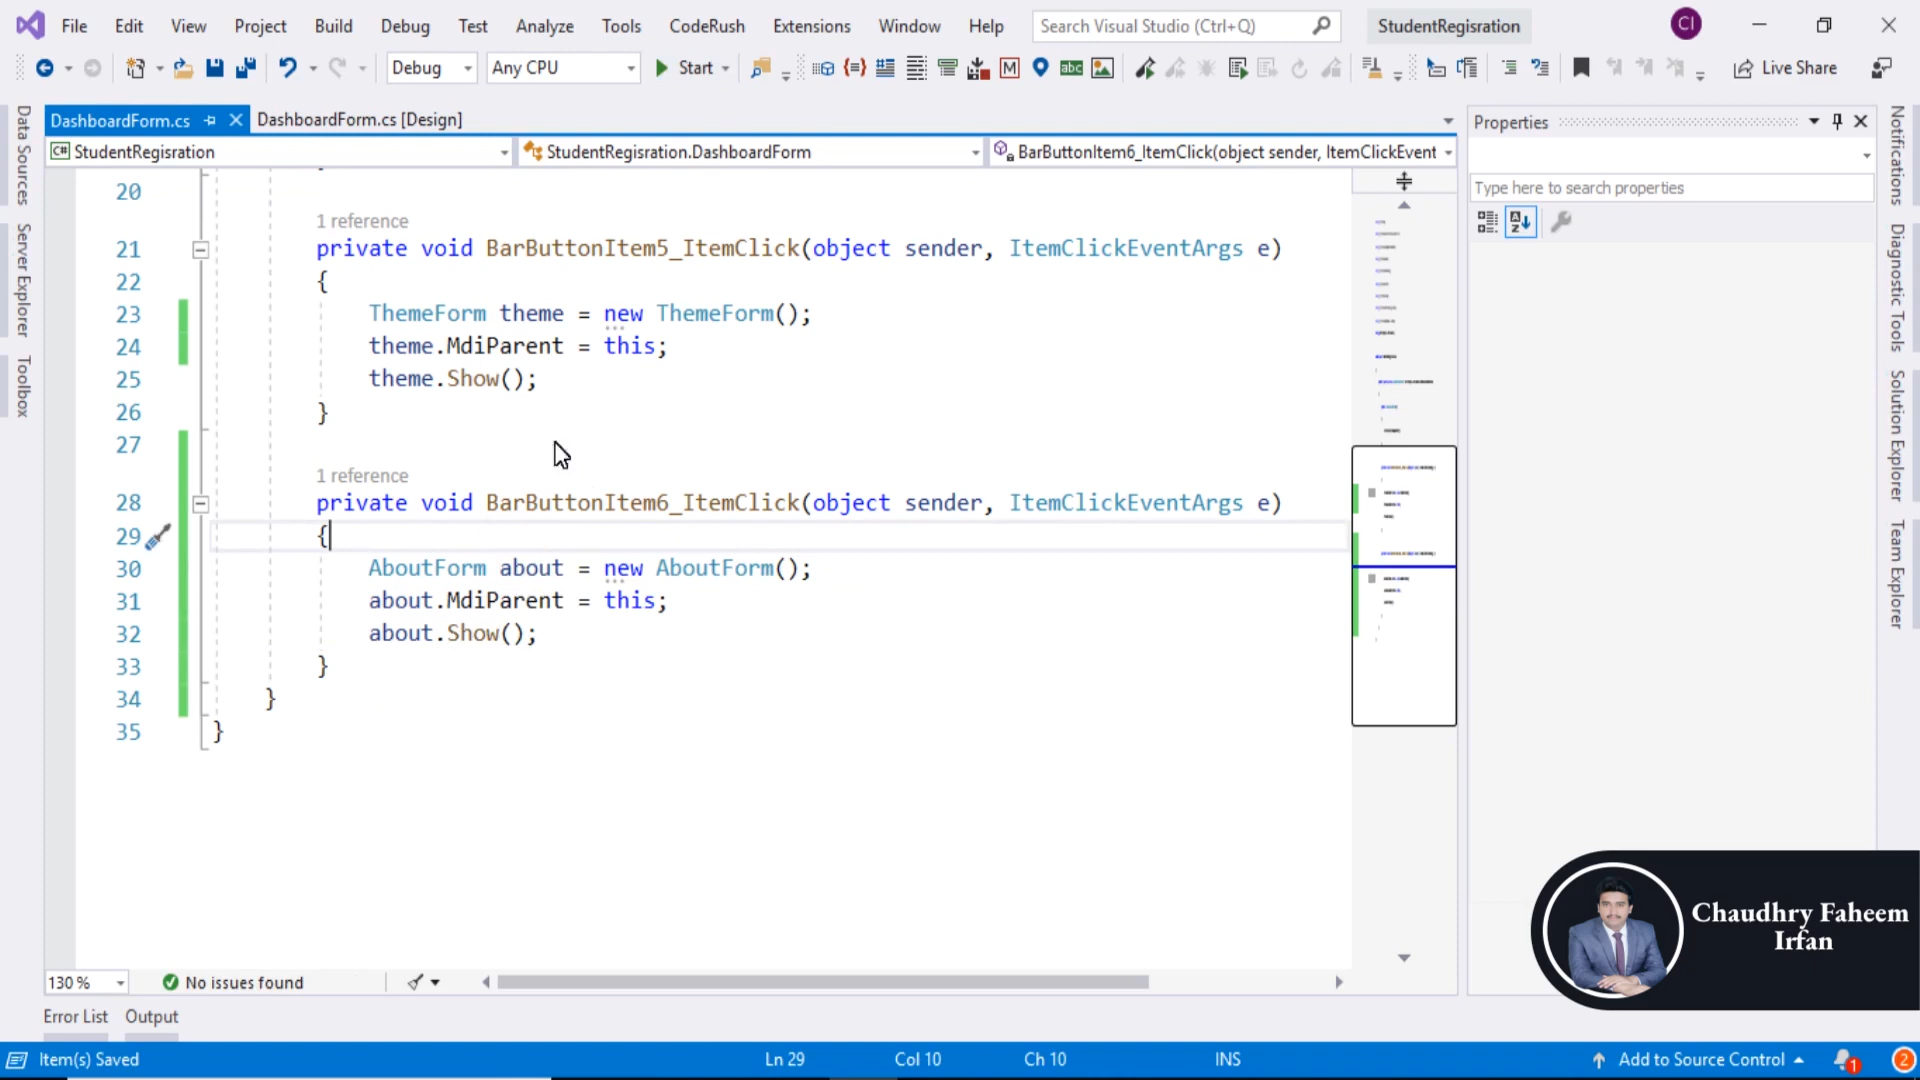 File Edit View Project Build Debug Test Analyze Tools CodeRush Extensions Window Help Search Visual Studio (Ctrl+Q) StudentRegisration CI
Debug Any CPU Start M abc Live Share
DashboardForm.cs DashboardForm.cs [Design]
C# StudentRegisration StudentRegisration.DashboardForm BarButtonItem6_ItemClick(object sender, ItemClickEvent
20
1 reference
21 private void BarButtonItem5_ItemClick(object sender, ItemClickEventArgs e)
22 {
23 ThemeForm theme = new ThemeForm();
24 theme.MdiParent = this;
25 theme.Show();
26 }
27
1 reference
28 private void BarButtonItem6_ItemClick(object sender, ItemClickEventArgs e)
29 {
30 AboutForm about = new AboutForm();
31 about.MdiParent = this;
32 about.Show();
33 }
34 }
35 }
130 % No issues found
Error List Output
Item(s) Saved Ln 29 Col 10 Ch 10 INS Add to Source Control 1 2
Data Sources
Server Explorer
Toolbox
Properties
Type here to search properties
Notifications
Diagnostic Tools
Solution Explorer
Team Explorer
Chaudhry Faheem
Irfan